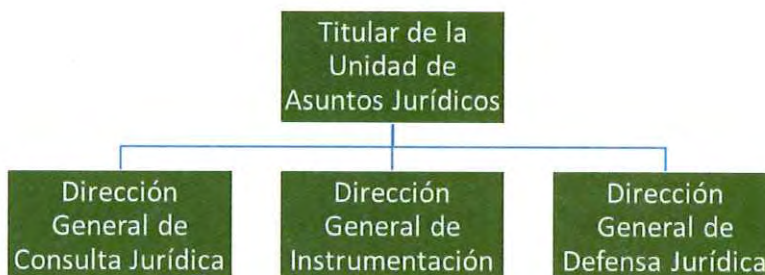 Titular de la
Unidad de
Asuntos Jurídicos
Dirección
General de
Consulta Jurídica
Dirección
General de
Instrumentación
Dirección
General de
Defensa Jurídica